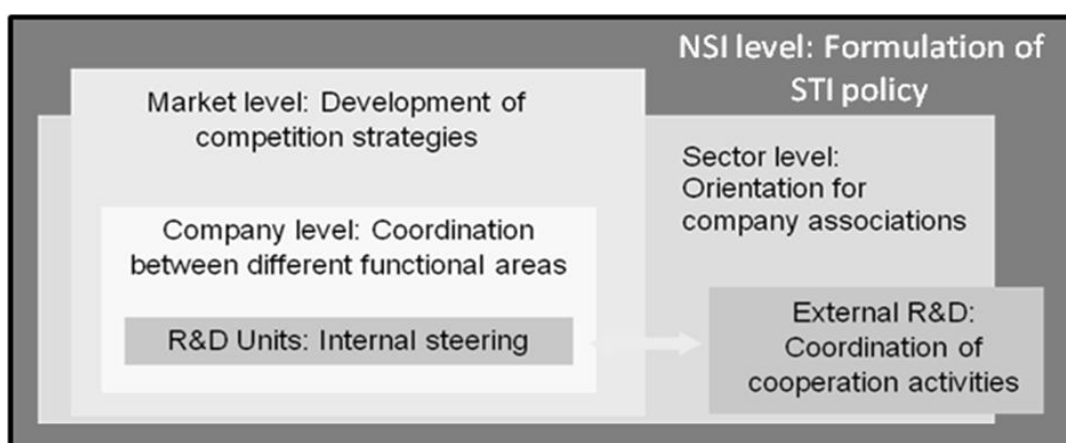 NSI level: Formulation of
STI policy
Market level: Development of
competition strategies
Sector level:
Orientation for
company associations
Company level: Coordination
between different functional areas
R&D Units: Internal steering
External R&D:
Coordination of
cooperation activities